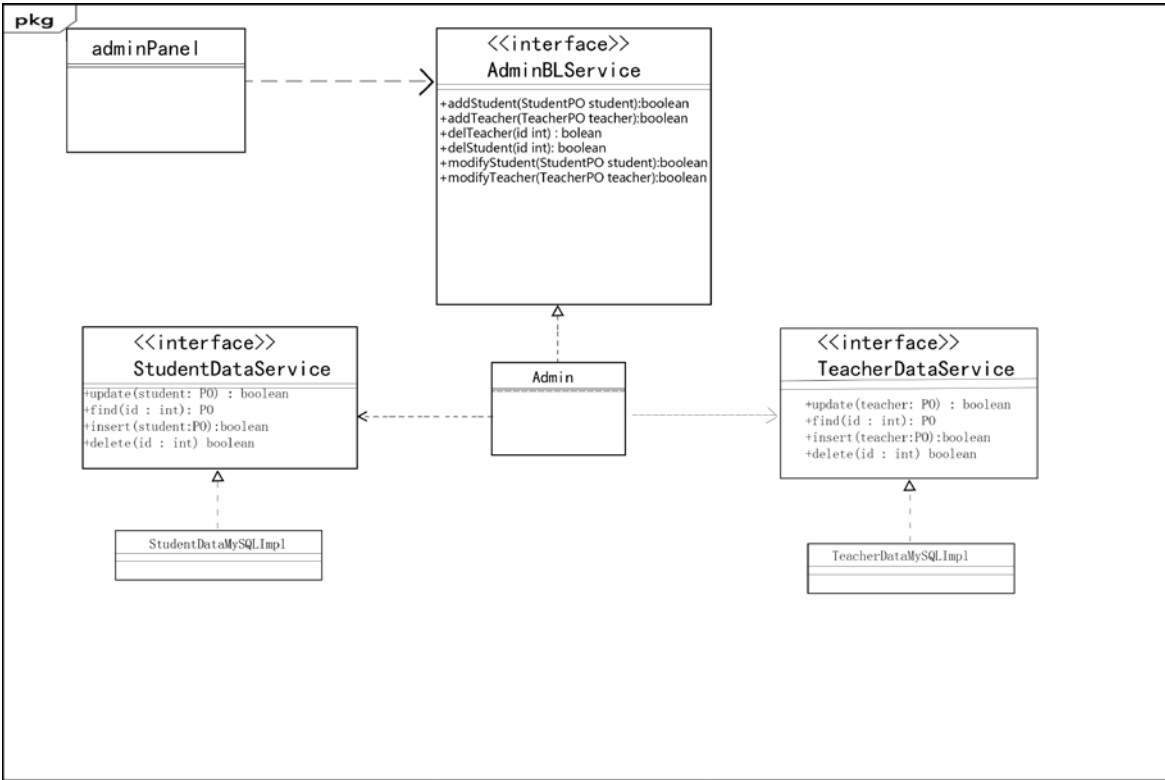 pkg
adminPanel
<<interface>>
AdminBLService
+addStudent(StudentPO student):boolean
+addTeacher(TeacherPO teacher):boolean
+delTeacher(id int) : bolean
+delStudent(id int): boolean
+modifyStudent(StudentPO student):boolean
+modifyTeacher(TeacherPO teacher):boolean
<<interface>>
StudentDataService
+update(student: PO) : boolean
+find(id : int): PO
+insert(student:PO):boolean
+delete(id : int) boolean
Admin
<<interface>>
TeacherDataService
+update(teacher: PO) : boolean
+find(id : int): PO
+insert(teacher:PO):boolean
+delete(id : int) boolean
StudentDataMySQLImpl
TeacherDataMySQLImpl